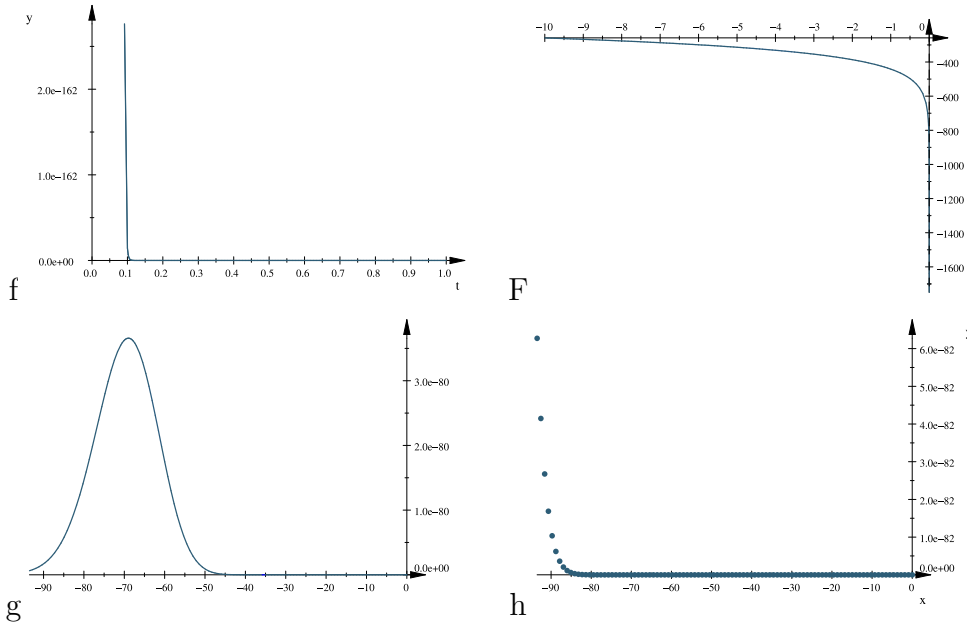 y
2.0e−162
1.0e−162
0.0e+00
0.0 0.1 0.2 0.3 0.4 0.5 0.6 0.7 0.8 0.9 1.0
t
f
−10 −9 −8 −7 −6 −5 −4 −3 −2 −1 0
−400
−600
−800
−1000
−1200
−1400
−1600
F
3.0e−80
2.0e−80
1.0e−80
0.0e+00
−90 −80 −70 −60 −50 −40 −30 −20 −10 0
g
6.0e−82
5.0e−82
4.0e−82
3.0e−82
2.0e−82
1.0e−82
0.0e+00
−90 −80 −70 −60 −50 −40 −30 −20 −10 0
x
h